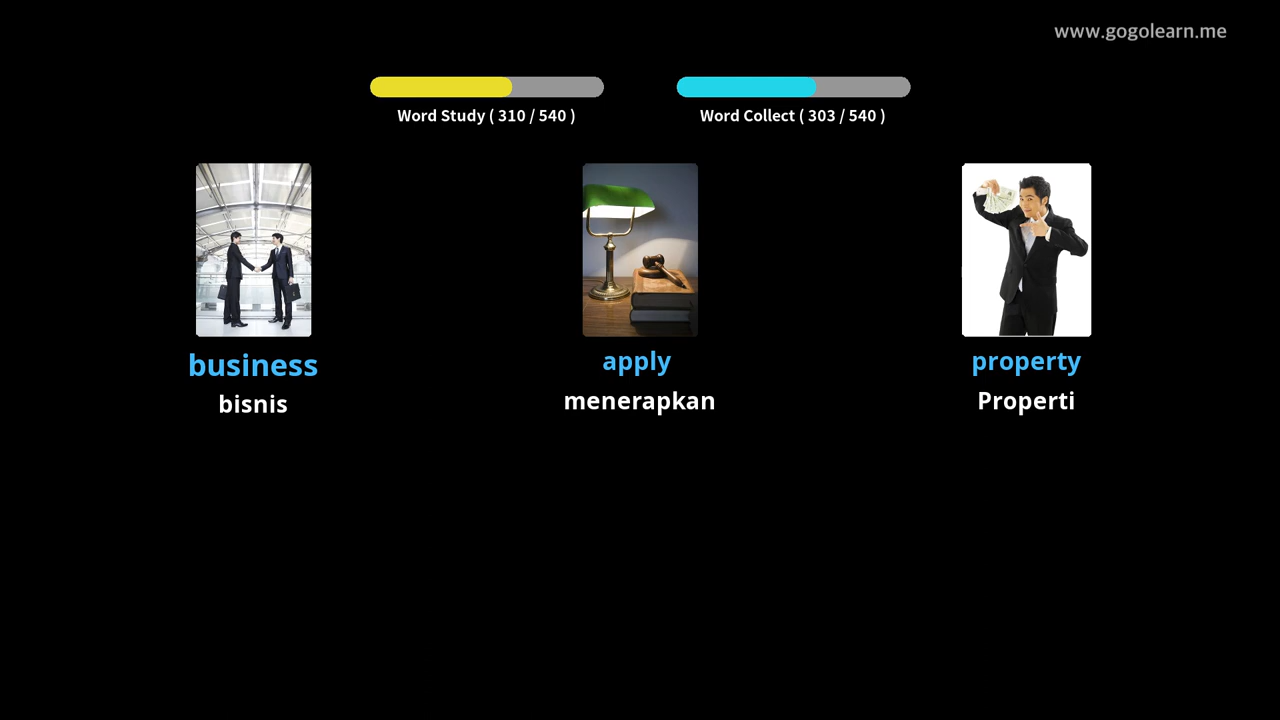 www.gogolearn.me
Word Study ( 310 / 540 )
Word Collect ( 303 / 540 )
business
bisnis
apply
menerapkan
property
Properti